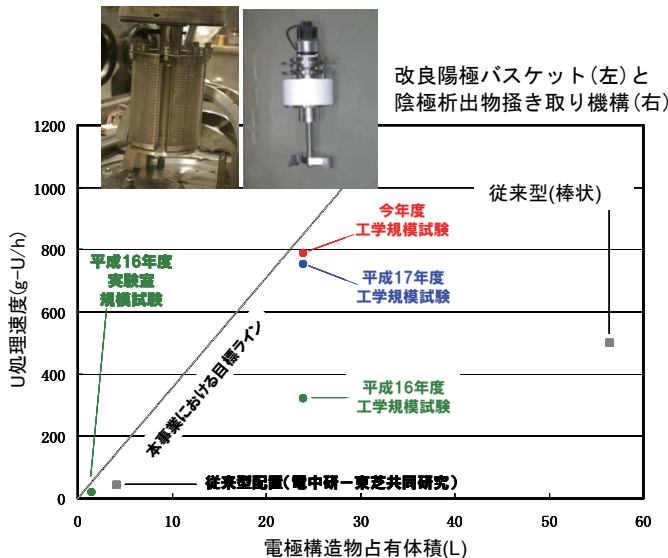 改良陽極バスケット(左)と
陰極析出物掻き取り機構(右)
1200
1000
800
600
400
200
0
U処理速度(g-U/h)
従来型(棒状)
今年度
工学規模試験
平成16年度
実験室
規模試験
平成17年度
工学規模試験
本事業における目標ライン
平成16年度
工学規模試験
従来型配置(電中研-東芝共同研究)
0
10
20
30
40
50
60
電極構造物占有体積(L)